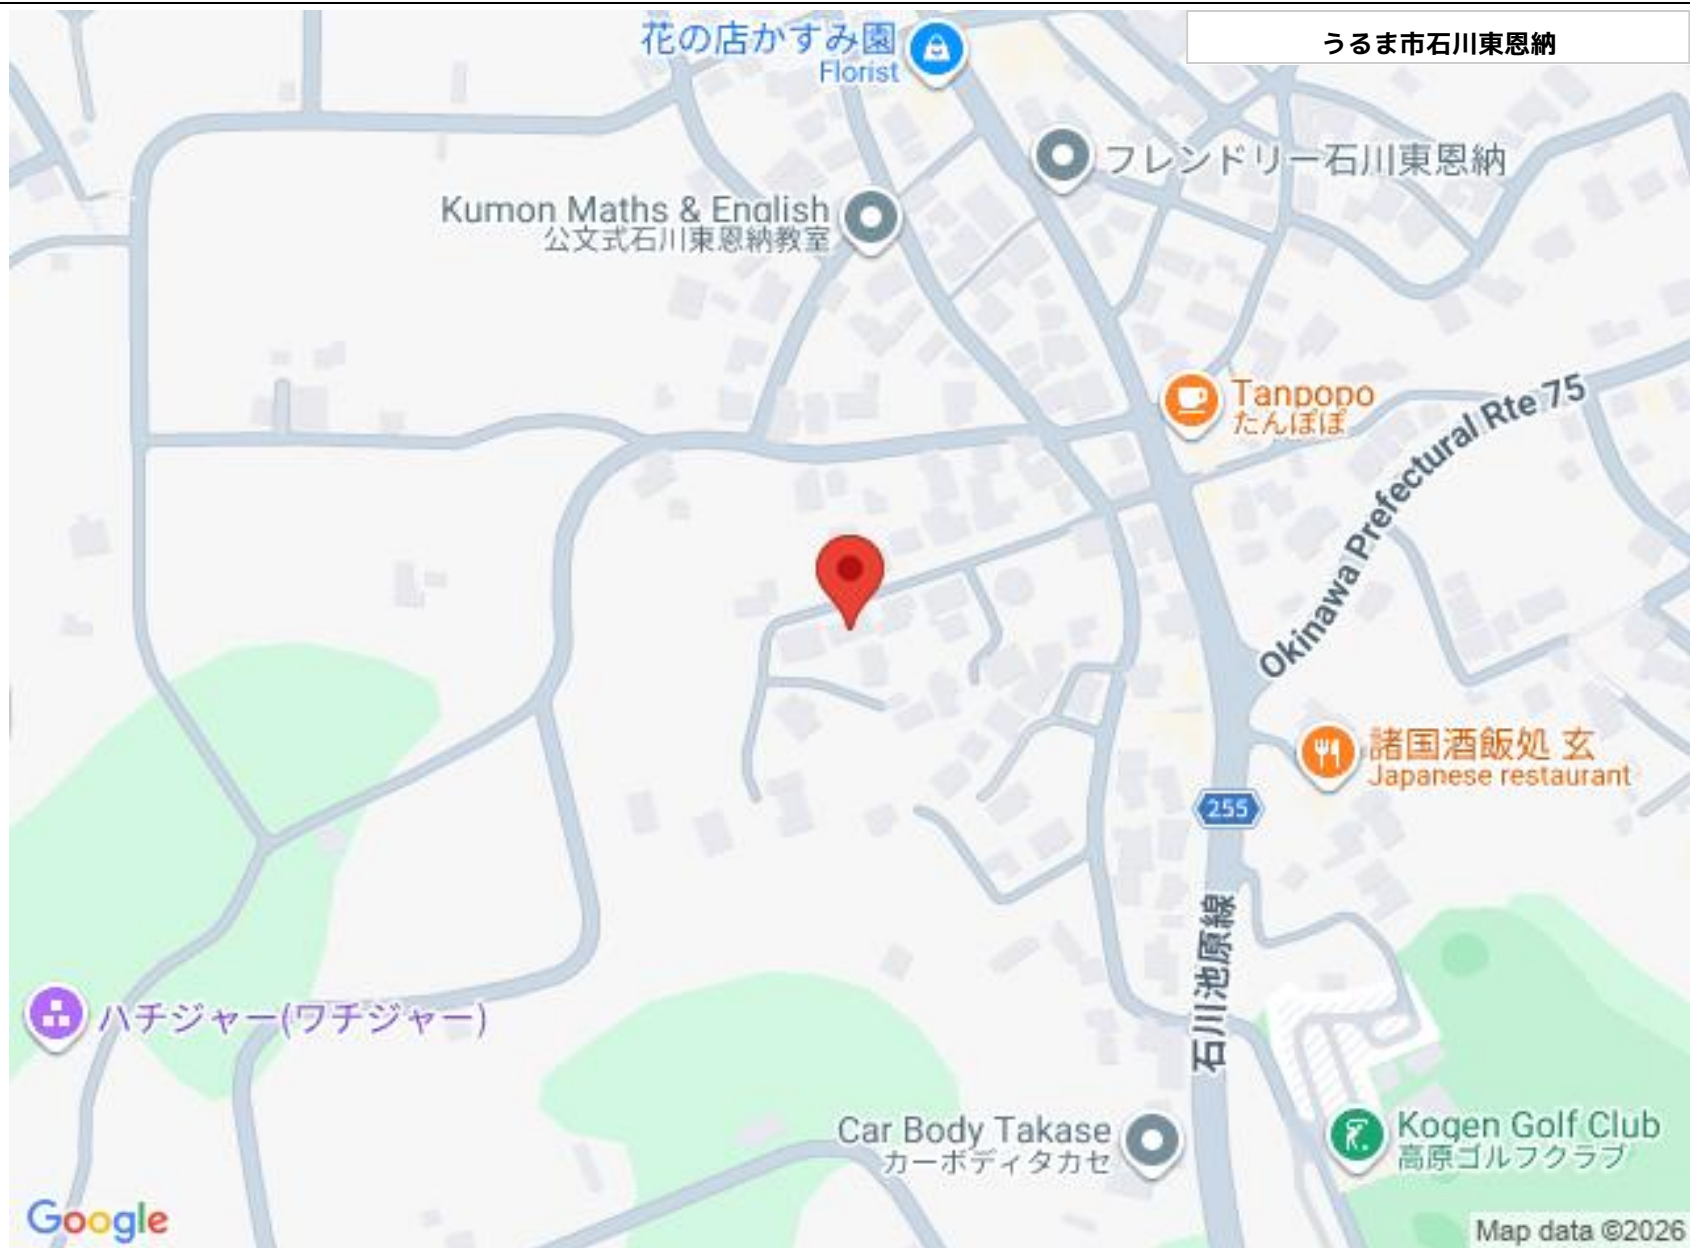 うるま市石川東恩納
花の店かすみ園
Florist
フレンドリー石川東恩納
Kumon Maths & English
公文式石川東恩納教室
Tanpopo
たんぽぽ
Okinawa Prefectural Rte 75
諸国酒飯処 玄
Japanese restaurant
255
石川池原線
ハチジャー(ワチジャー)
Car Body Takase
カーボディタカセ
Kogen Golf Club
高原ゴルフクラブ
Google
Map data ©2026